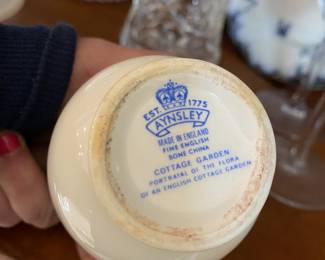 EST. 1775
AYNSLEY
MADE IN ENGLAND
FINE ENGLISH
BONE CHINA
COTTAGE GARDEN
PORTRAYAL OF THE FLORA
OF AN ENGLISH COTTAGE GARDEN